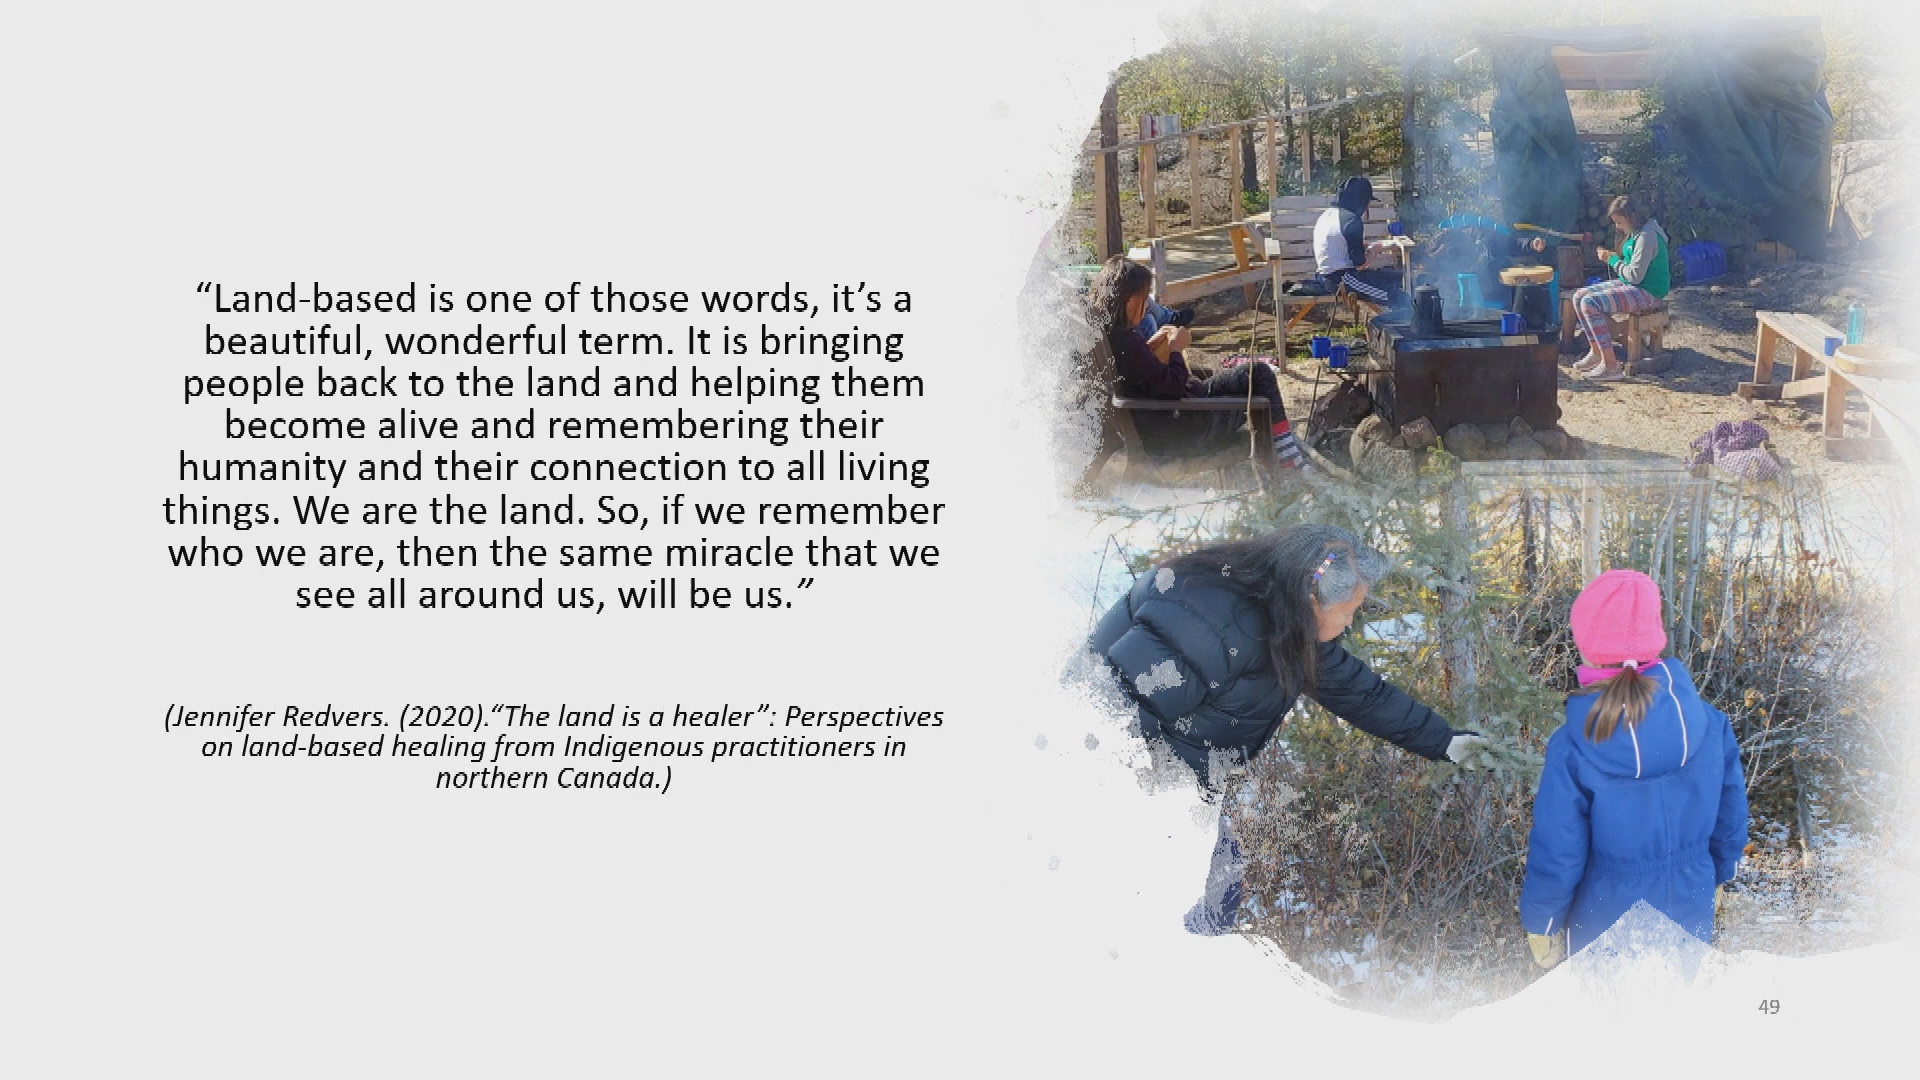 “Land-based is one of those words, it’s a
beautiful, wonderful term. It is bringing
people back to the land and helping them
become alive and remembering their
humanity and their connection to all living
things. We are the land. So, if we remember
who we are, then the same miracle that we
see all around us, will be us.”
(Jennifer Redvers. (2020).“The land is a healer”: Perspectives
on land-based healing from Indigenous practitioners in
northern Canada.)
49